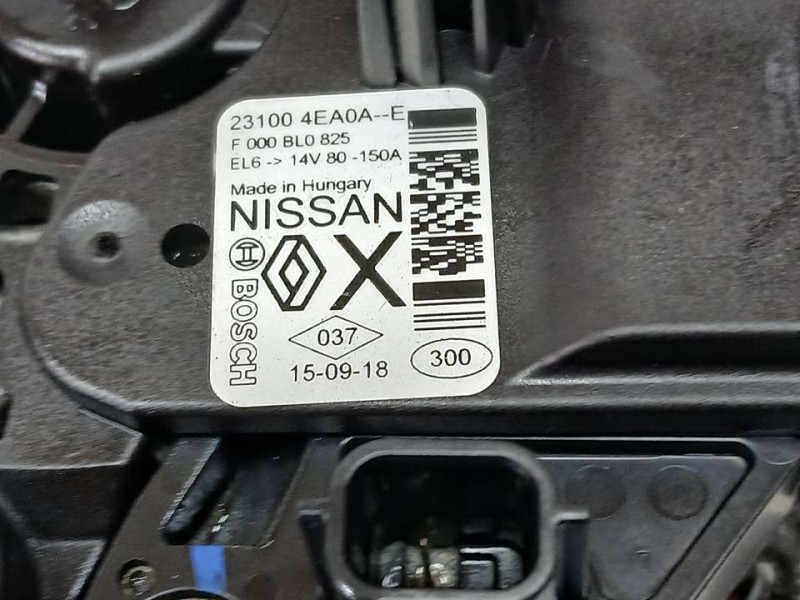 23100 4EA0A--E
F 000 BL0 825
EL6 -> 14V 80 -150A
Made in Hungary
NISSAN
X
BOSCH
037
15-09-18
300